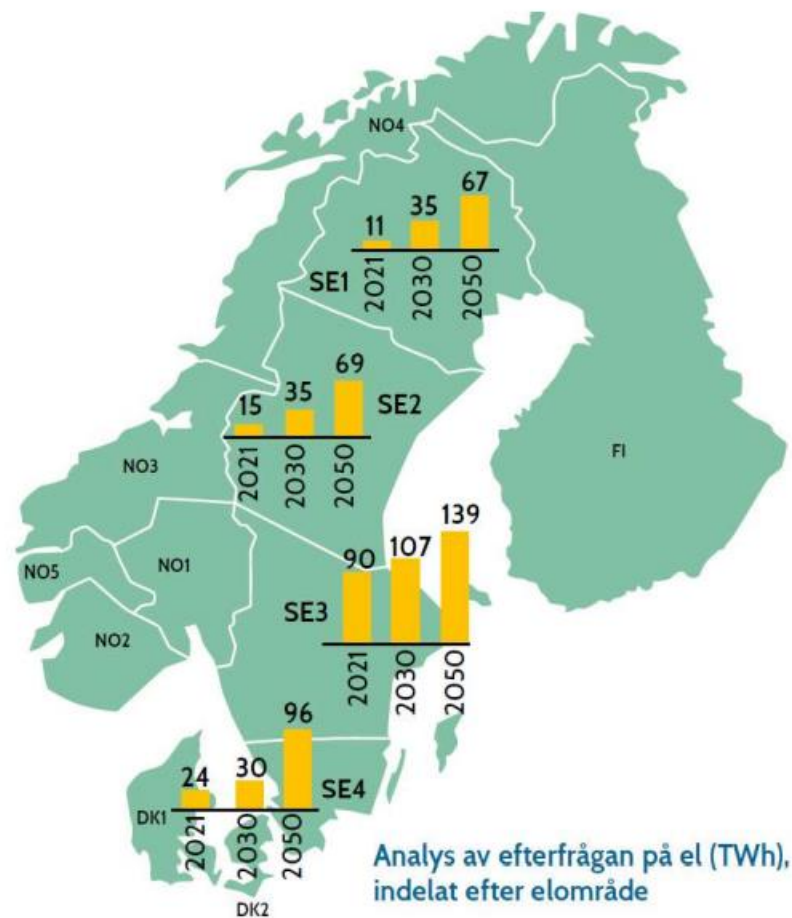 NO4
11 35 67
2021 2030 2050
SE1
15 35 69
2021 2030 2050
SE2
NO3
FI
NO5
NO1
NO2
90 107 139
2021 2030 2050
SE3
24 30 96
2021 2030 2050
SE4
DK1
DK2
Analys av efterfrågan på el (TWh),
indelat efter elområde